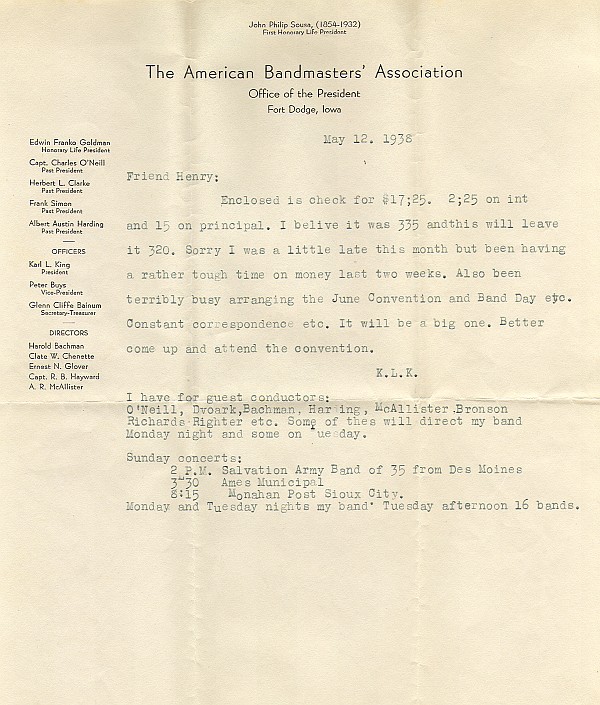 John Philip Sousa, (1854-1932)
First Honorary Life President
The American Bandmasters' Association
Office of the President
Fort Dodge, Iowa
Edwin Franko Goldman
Honorary Life President
Capt. Charles O'Neill
Past President
Herbert L. Clarke
Past President
Frank Simon
Past President
Albert Austin Harding
Past President
OFFICERS
Karl L. King
President
Peter Buys
Vice-President
Glenn Cliffe Bainum
Secretary-Treasurer
DIRECTORS
Harold Bachman
Clate W. Chenette
Ernest N. Glover
Capt. R. B. Hayward
A. R. McAllister
May 12. 1938
Friend Henry:
Enclosed is check for $17;25. 2;25 on int
and 15 on principal. I belive it was 335 andthis will leave
it 320. Sorry I was a little late this month but been having
a rather tough time on money last two weeks. Also been
terribly busy arranging the June Convention and Band Day etc.
Constant correspondence etc. It will be a big one. Better
come up and attend the convention.
K.L.K.
I have for guest conductors:
O'Neill, Dvoark,Bachman, Harding, McAllister.Bronson
Richards-Righter etc. Some of thes will direct my band
Monday night and some on Tuesday.
Sunday concerts:
2 P.M. Salvation Army Band of 35 from Des Moines
3"30 Ames Municipal
8:15 Monahan Post Sioux City.
Monday and Tuesday nights my band' Tuesday afternoon 16 bands.